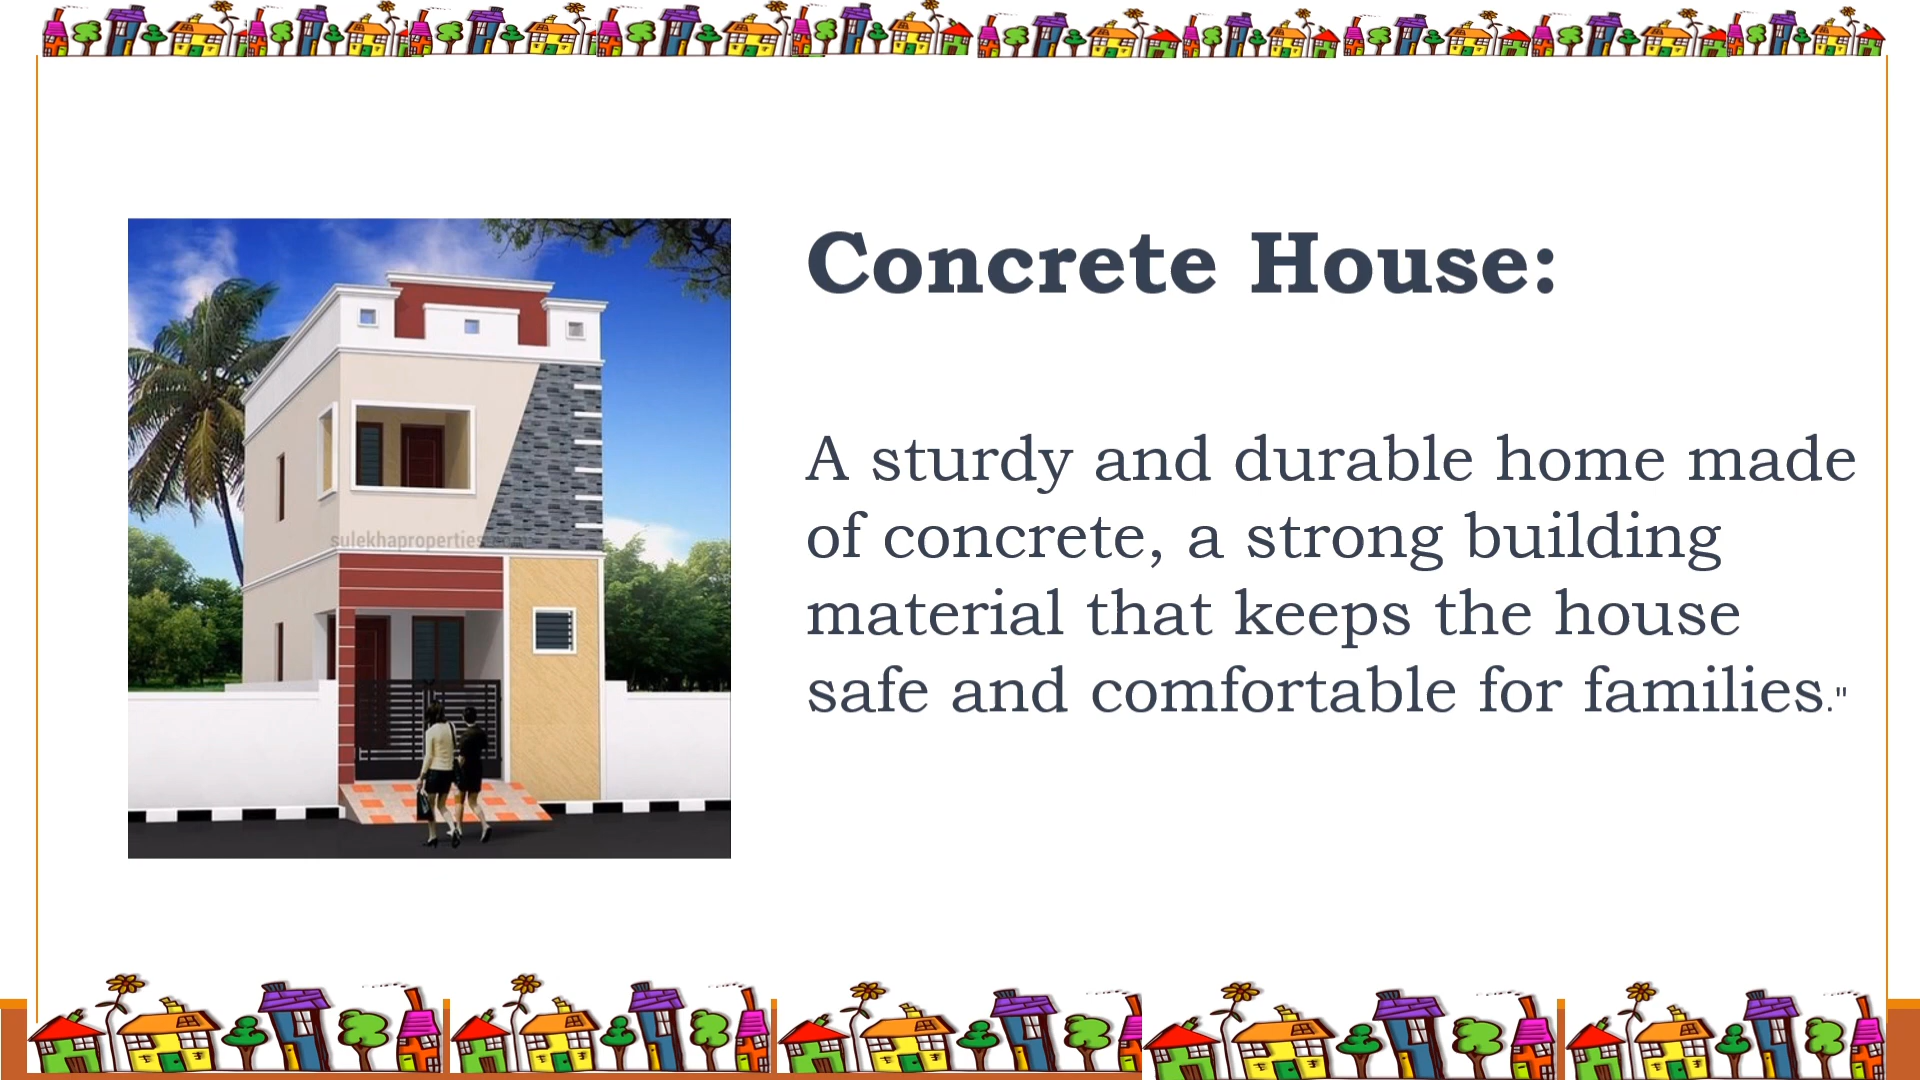 Concrete House:
A sturdy and durable home made
of concrete, a strong building
material that keeps the house
safe and comfortable for families."
sulekhaproperties.com